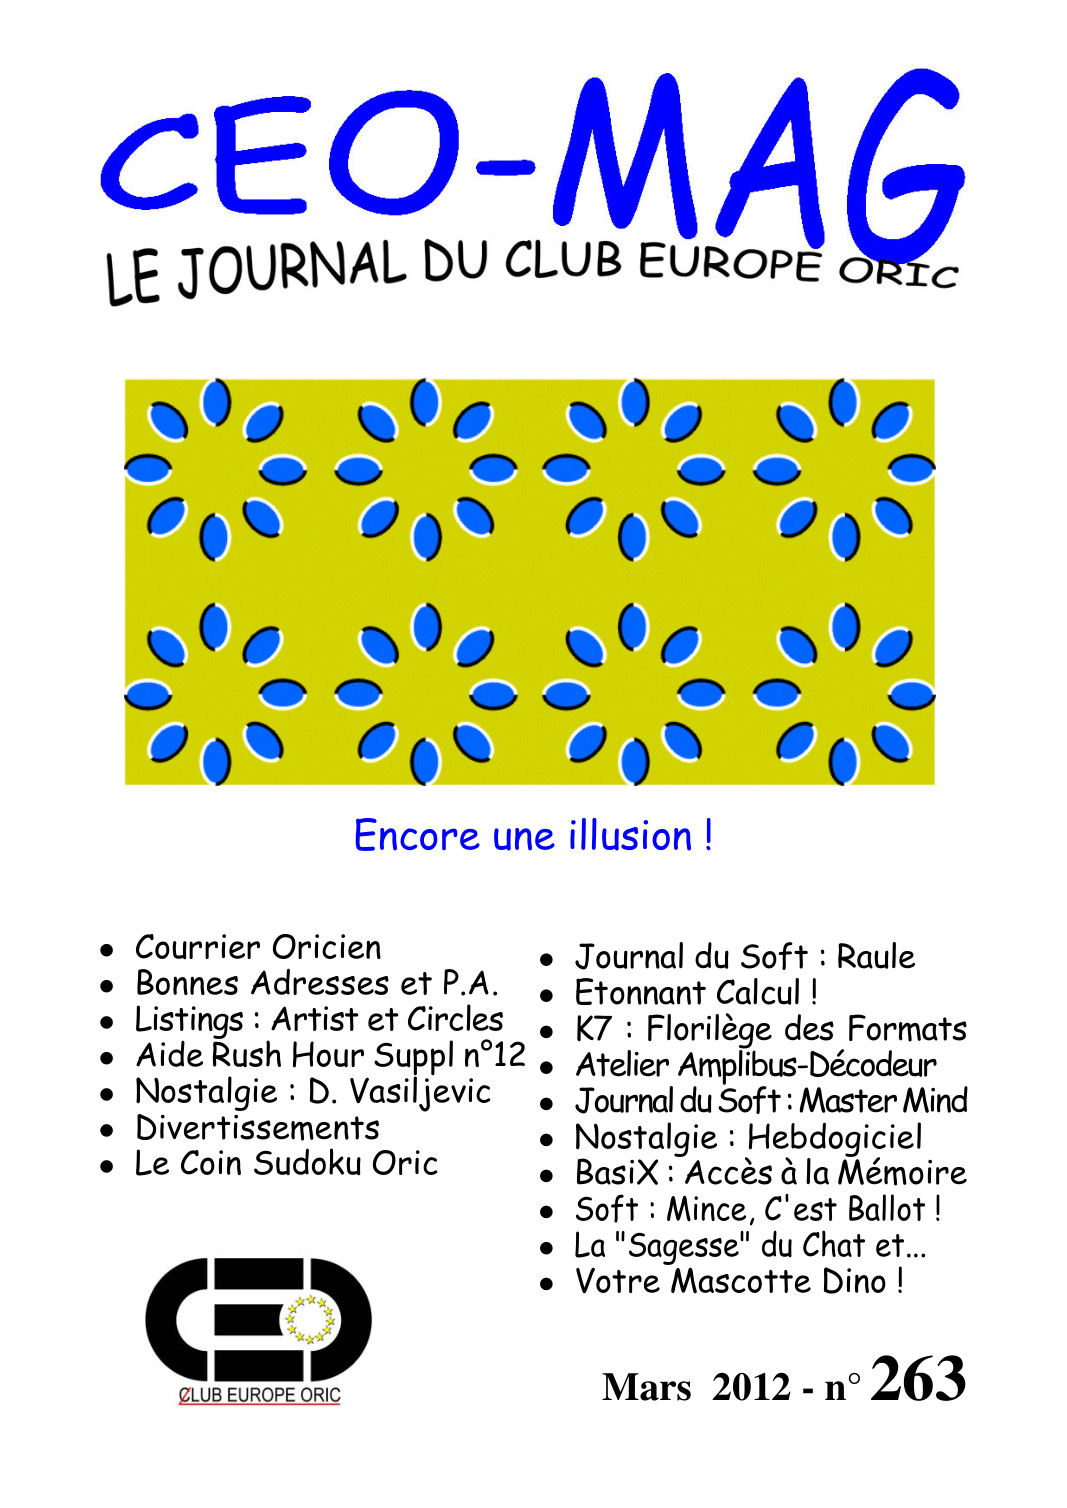 CEO-MAG
LE JOURNAL DU CLUB EUROPE ORIC
Encore une illusion !
• Courrier Oricien
• Bonnes Adresses et P.A.
• Listings : Artist et Circles
• Aide Rush Hour Suppl n°12
• Nostalgie : D. Vasiljevic
• Divertissements
• Le Coin Sudoku Oric
• Journal du Soft : Raule
• Etonnant Calcul !
• K7 : Florilège des Formats
• Atelier Amplibus-Décodeur
• Journal du Soft : Master Mind
• Nostalgie : Hebdogiciel
• BasiX : Accès à la Mémoire
• Soft : Mince, C'est Ballot !
• La "Sagesse" du Chat et...
• Votre Mascotte Dino !
CEO
CLUB EUROPE ORIC
Mars 2012 - n° 263